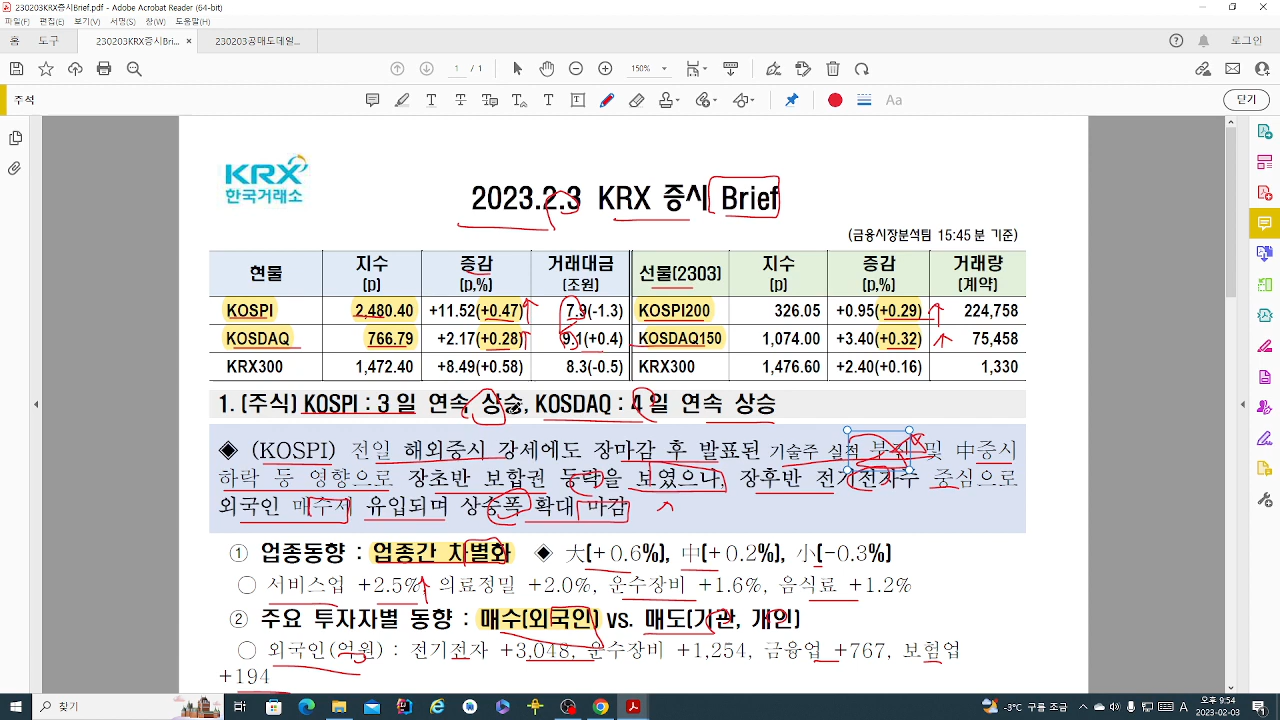 230203KRX증시Brief.pdf - Adobe Acrobat Reader (64-bit)
파일(F) 편집(E) 보기(V) 서명(S) 창(W) 도움말(H)
홈 도구 230203KRX증시Bri... × 230203공매도데일... 로그인
1 / 1 150%
주석 Aa 닫기
KRX
한국거래소
2023.2.3 KRX 증시 Brief
(금융시장분석팀 15:45 분 기준)
현물 지수 (p) 증감 (p,%) 거래대금 (조원) 선물(2303) 지수 (p) 증감 (p,%) 거래량 (계약)
KOSPI 2,480.40 +11.52(+0.47) 7.9(-1.3) KOSPI200 326.05 +0.95(+0.29) 224,758
KOSDAQ 766.79 +2.17(+0.28) 9.1(+0.4) KOSDAQ150 1,074.00 +3.40(+0.32) 75,458
KRX300 1,472.40 +8.49(+0.58) 8.3(-0.5) KRX300 1,476.60 +2.40(+0.16) 1,330
1. (주식) KOSPI : 3 일 연속 상승, KOSDAQ : 4 일 연속 상승
◈ (KOSPI) 전일 해외증시 강세에도 장마감 후 발표된 기술주 실적 부진 및 中증시
하락 등 영향으로 장초반 보합권 등락을 보였으나, 장후반 전기전자주 중심으로
외국인 매수세 유입되며 상승폭 확대 마감
① 업종동향 : 업종간 차별화 ◈ 大(+0.6%), 中(+0.2%), 小(-0.3%)
○ 서비스업 +2.5% 의료정밀 +2.0%, 운수장비 +1.6%, 음식료 +1.2%
② 주요 투자자별 동향 : 매수(외국인) vs. 매도(기관, 개인)
○ 외국인(억원) : 전기전자 +3,048, 운수장비 +1,254, 금융업 +767, 보험업
+194
찾기 -3°C 구름 조금 A 오후 9:54